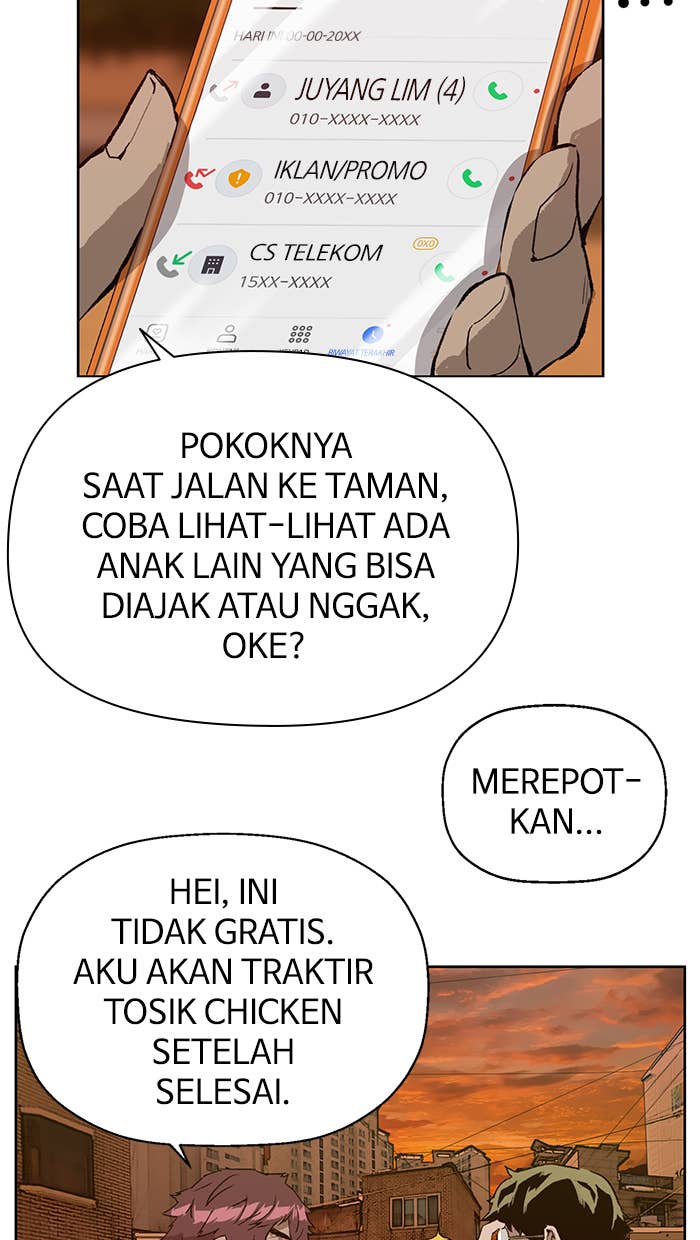 ...
HARI INI 00-00-20XX
JUYANG LIM (4)
010-XXXX-XXXX
IKLAN/PROMO
010-XXXX-XXXX
CS TELEKOM
OXO
15XX-XXXX
RIWAYAT TERAKHIR
POKOKNYA
SAAT JALAN KE TAMAN,
COBA LIHAT-LIHAT ADA
ANAK LAIN YANG BISA
DIAJAK ATAU NGGAK,
OKE?
MEREPOT-
KAN...
HEI, INI
TIDAK GRATIS.
AKU AKAN TRAKTIR
TOSIK CHICKEN
SETELAH
SELESAI.